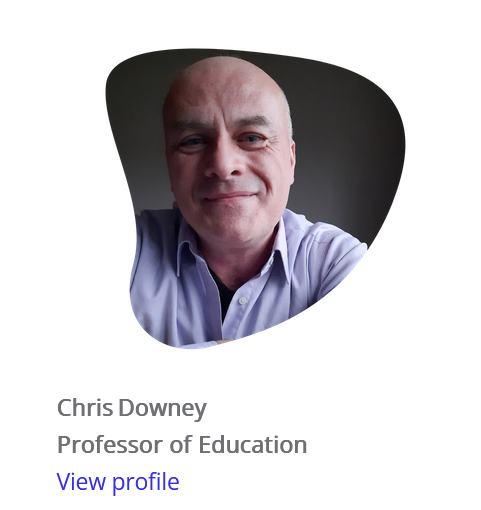 Chris Downey
Professor of Education
View profile